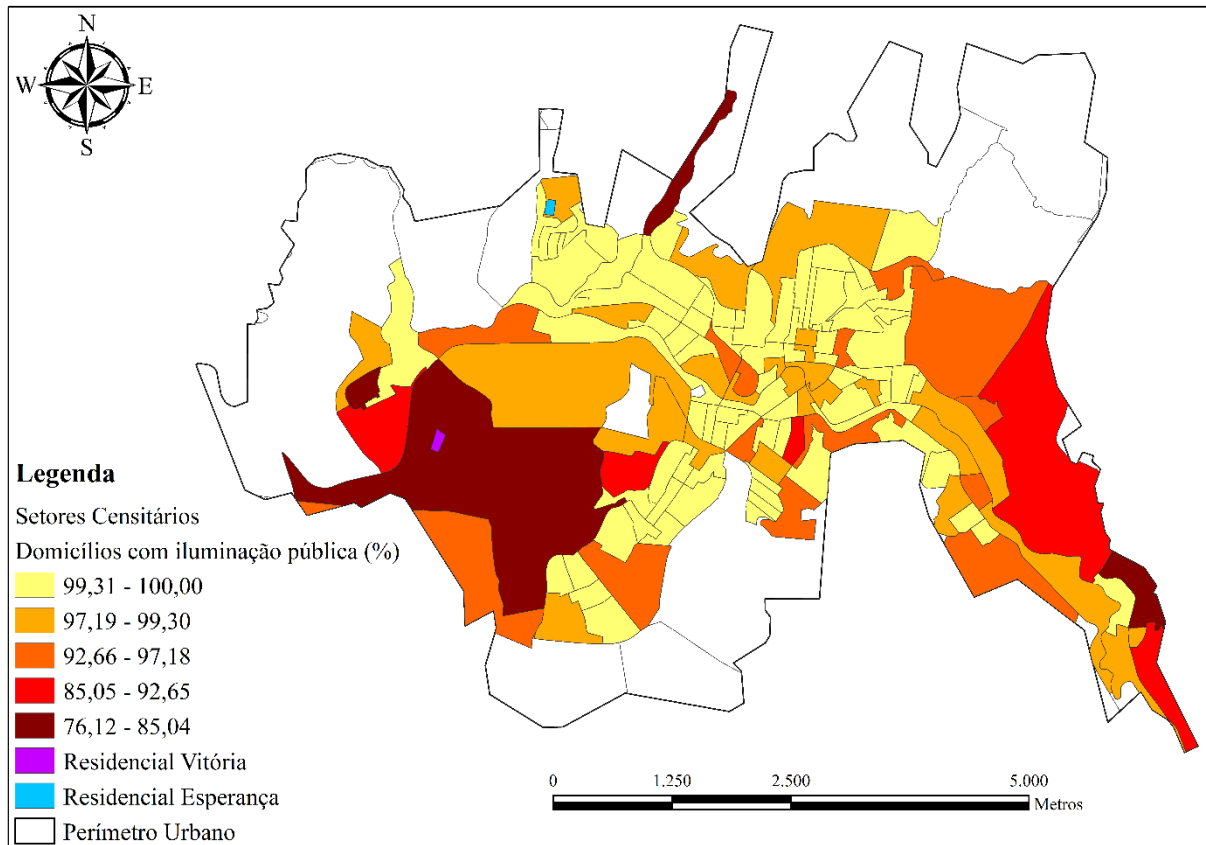 N
W E
S
Legenda
Setores Censitários
Domicílios com iluminação pública (%)
99,31 - 100,00
97,19 - 99,30
92,66 - 97,18
85,05 - 92,65
76,12 - 85,04
Residencial Vitória
Residencial Esperança
Perímetro Urbano
0 1.250 2.500 5.000
Metros